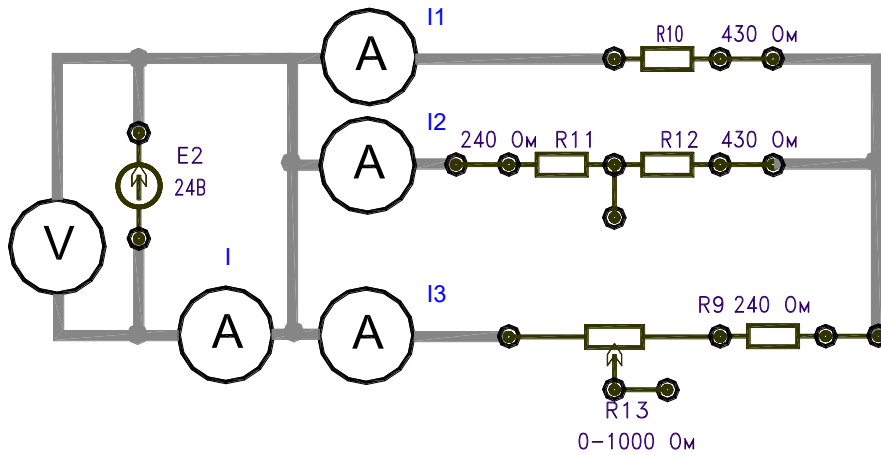 I1
A
R10 430 Ом
I2
A
240 Ом R11 R12 430 Ом
E2
24В
V
I
A
I3
A
R9 240 Ом
R13
0-1000 Ом